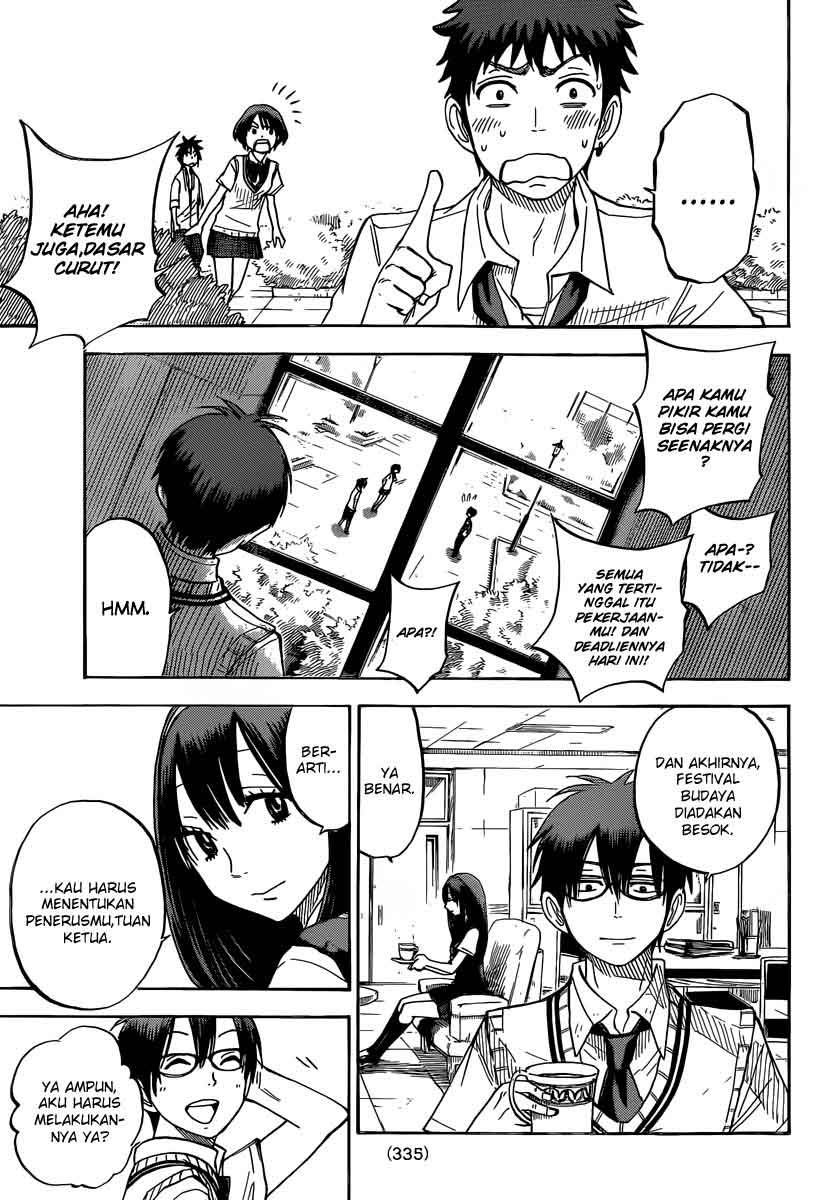 ......
AHA!
KETEMU
JUGA,DASAR
CURUT!
APA KAMU
PIKIR KAMU
BISA PERGI
SEENAKNYA
?
APA-?
TIDAK--
SEMUA
YANG TERTI-
NGGAL ITU
PEKERJAAN-
MU! DAN
DEADLIENNYA
HARI INI!
APA?!
HMM.
DAN AKHIRNYA,
FESTIVAL
BUDAYA
DIADAKAN
BESOK.
YA
BENAR.
BER-
ARTI...
...KAU HARUS
MENENTUKAN
PENERUSMU,TUAN
KETUA.
YA AMPUN,
AKU HARUS
MELAKUKAN-
NYA YA?
(335)